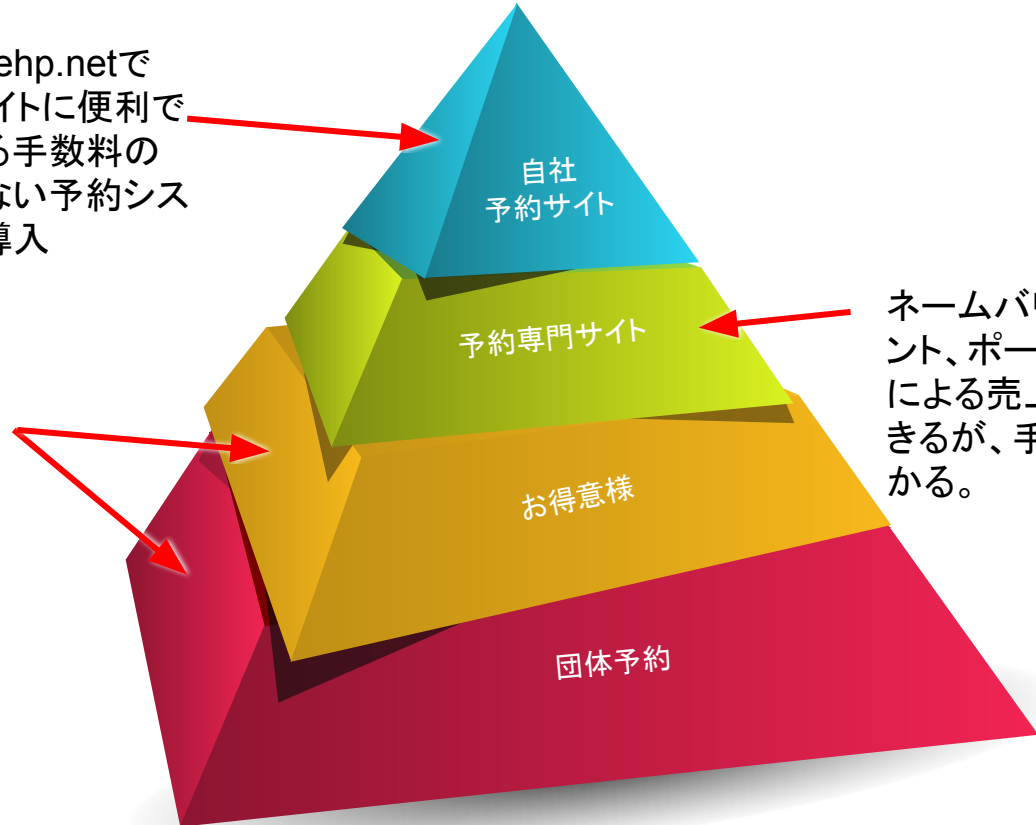 ehp.netで
イトに便利で
る手数料の
ない予約シス
導入
自社
予約サイト
予約専門サイト
お得意様
団体予約
ネームバリ
ント、ポー
による売上
きるが、手
かる。